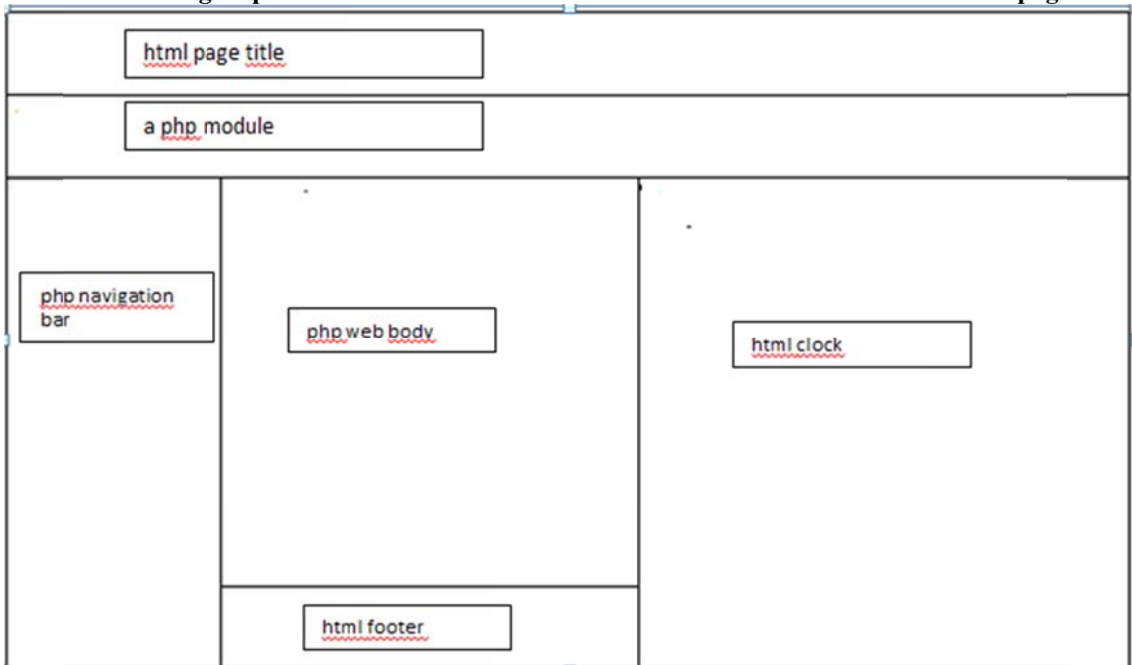 html page title
a php module
php navigation
bar
php web body
html clock
html footer